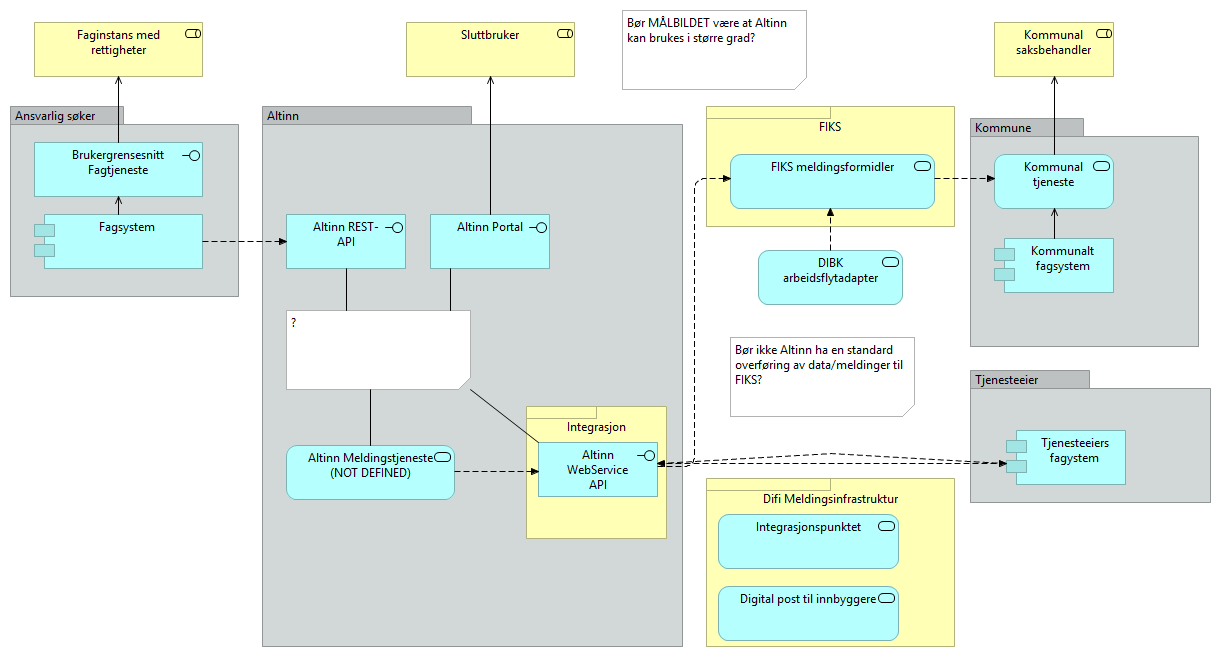 Faginstans med
rettigheter
Sluttbruker
Bør MÅLBILDET være at Altinn
kan brukes i større grad?
Kommunal
saksbehandler
Ansvarlig søker
Brukergrensesnitt
Fagtjeneste
Fagsystem
Altinn
Altinn REST-
API
Altinn Portal
?
Altinn Meldingstjeneste
(NOT DEFINED)
Integrasjon
Altinn
WebService
API
FIKS
FIKS meldingsformidler
DIBK
arbeidsflytadapter
Bør ikke Altinn ha en standard
overføring av data/meldinger til
FIKS?
Difi Meldingsinfrastruktur
Integrasjonspunktet
Digital post til innbyggere
Kommune
Kommunal
tjeneste
Kommunalt
fagsystem
Tjenesteeier
Tjenesteeiers
fagystem